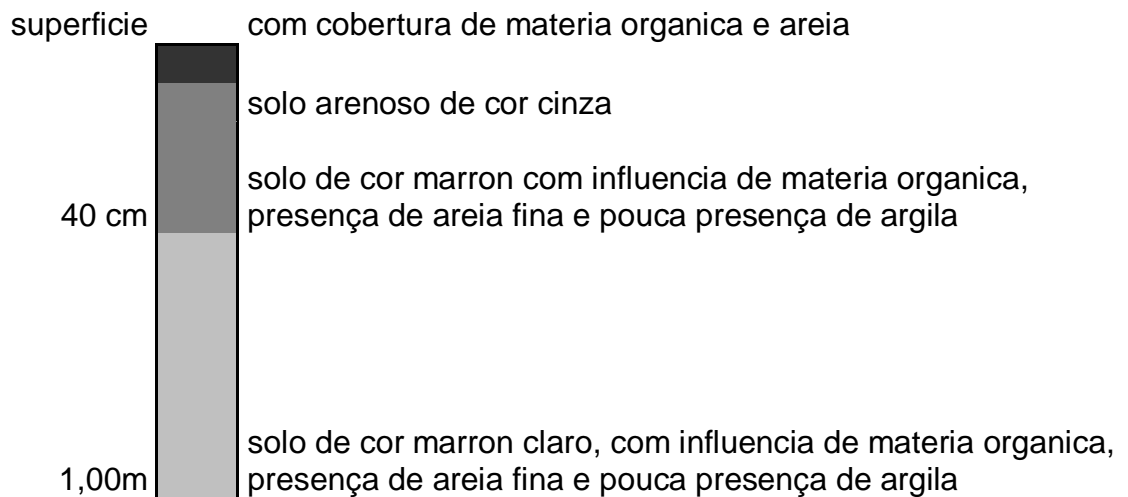 superficie com cobertura de materia organica e areia
solo arenoso de cor cinza
solo de cor marron com influencia de materia organica,
40 cm presença de areia fina e pouca presença de argila
solo de cor marron claro, com influencia de materia organica,
1,00m presença de areia fina e pouca presença de argila